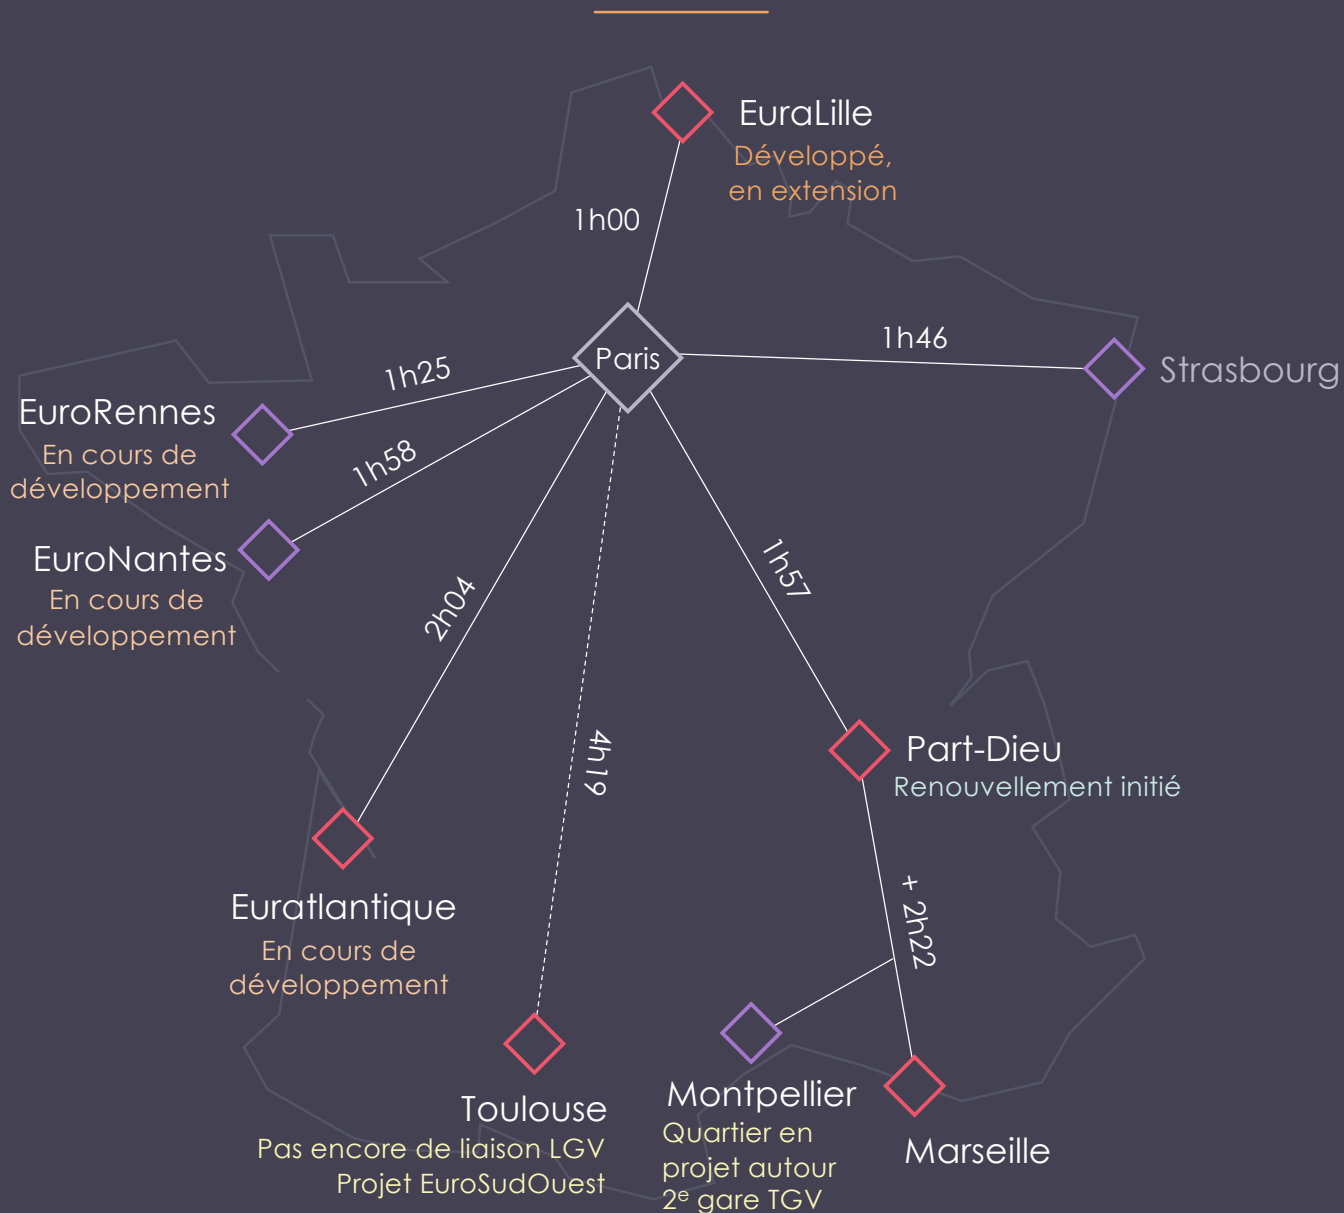 EuraLille
Développé,
en extension
1h00
Paris
1h46
Strasbourg
1h25
EuroRennes
En cours de
développement
1h58
EuroNantes
En cours de
développement
2h04
1h57
4h19
Part-Dieu
Renouvellement initié
+ 2h22
Euratlantique
En cours de
développement
Toulouse
Pas encore de liaison LGV
Projet EuroSudOuest
Montpellier
Quartier en
projet autour
2e gare TGV
Marseille